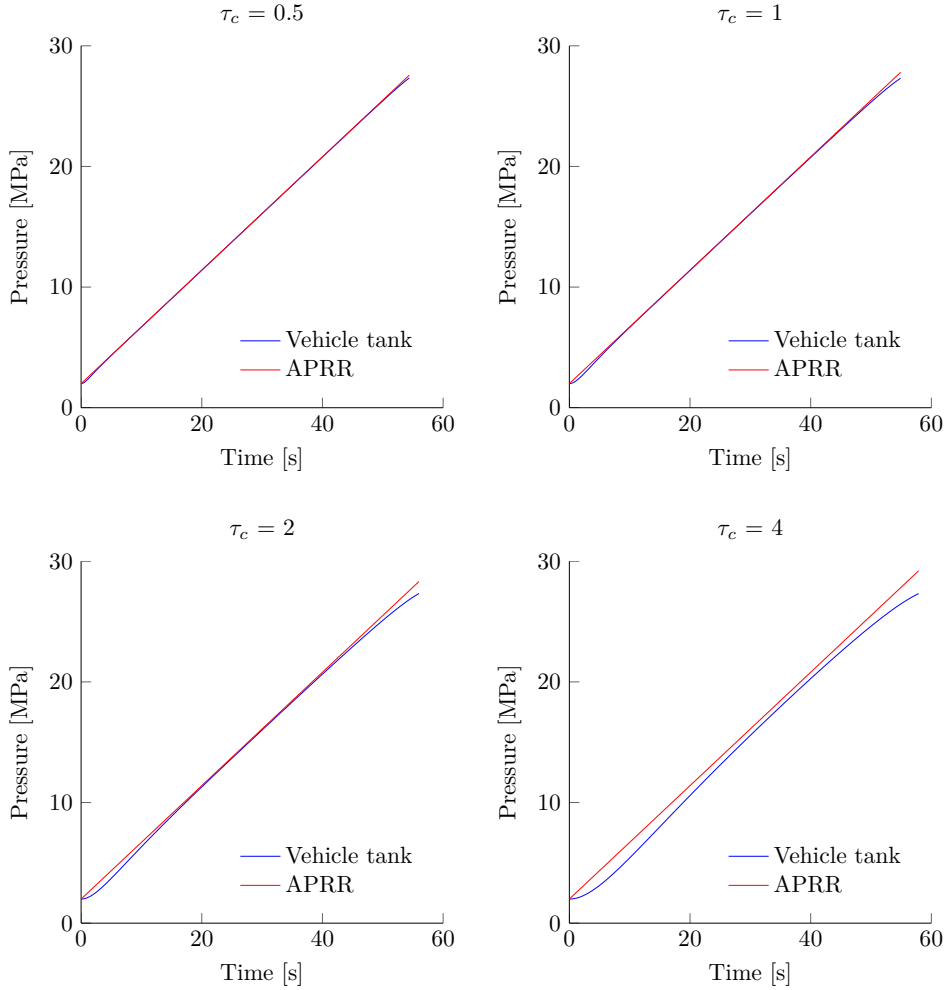 τc = 0.5
30
20
10
0
Pressure [MPa]
Vehicle tank
APRR
0 20 40 60
Time [s]
τc = 1
30
20
10
0
Pressure [MPa]
Vehicle tank
APRR
0 20 40 60
Time [s]
τc = 2
30
20
10
0
Pressure [MPa]
Vehicle tank
APRR
0 20 40 60
Time [s]
τc = 4
30
20
10
0
Pressure [MPa]
Vehicle tank
APRR
0 20 40 60
Time [s]